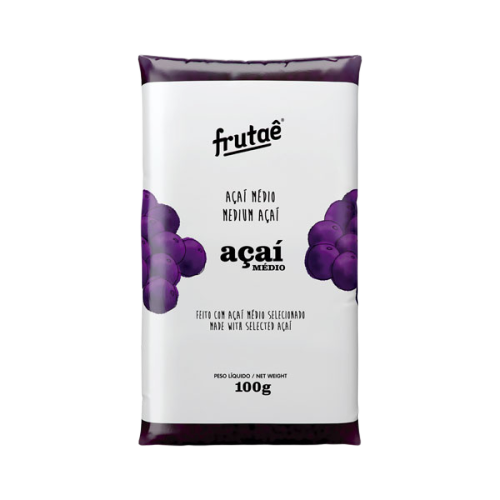 frutaê®
AÇAÍ MÉDIO
MEDIUM AÇAÍ
açaí
MÉDIO
FEITO COM AÇAÍ MÉDIO SELECIONADO
MADE WITH SELECTED AÇAÍ
PESO LÍQUIDO / NET WEIGHT
100g